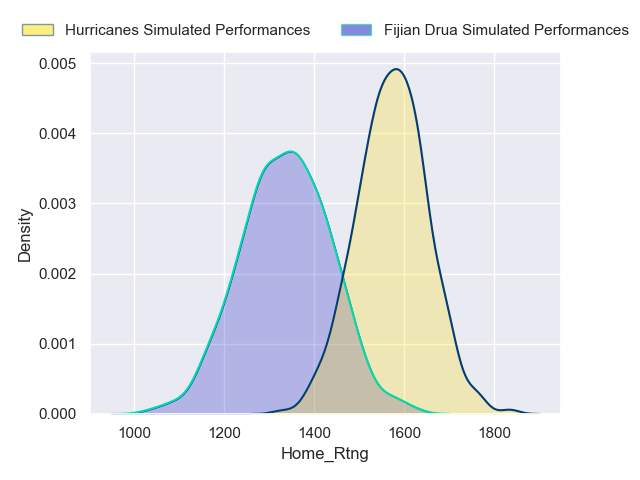 Hurricanes Simulated Performances Fijian Drua Simulated Performances
0.005
0.004
0.003
0.002
0.001
0.000
Density
1000 1200 1400 1600 1800
Home_Rtng